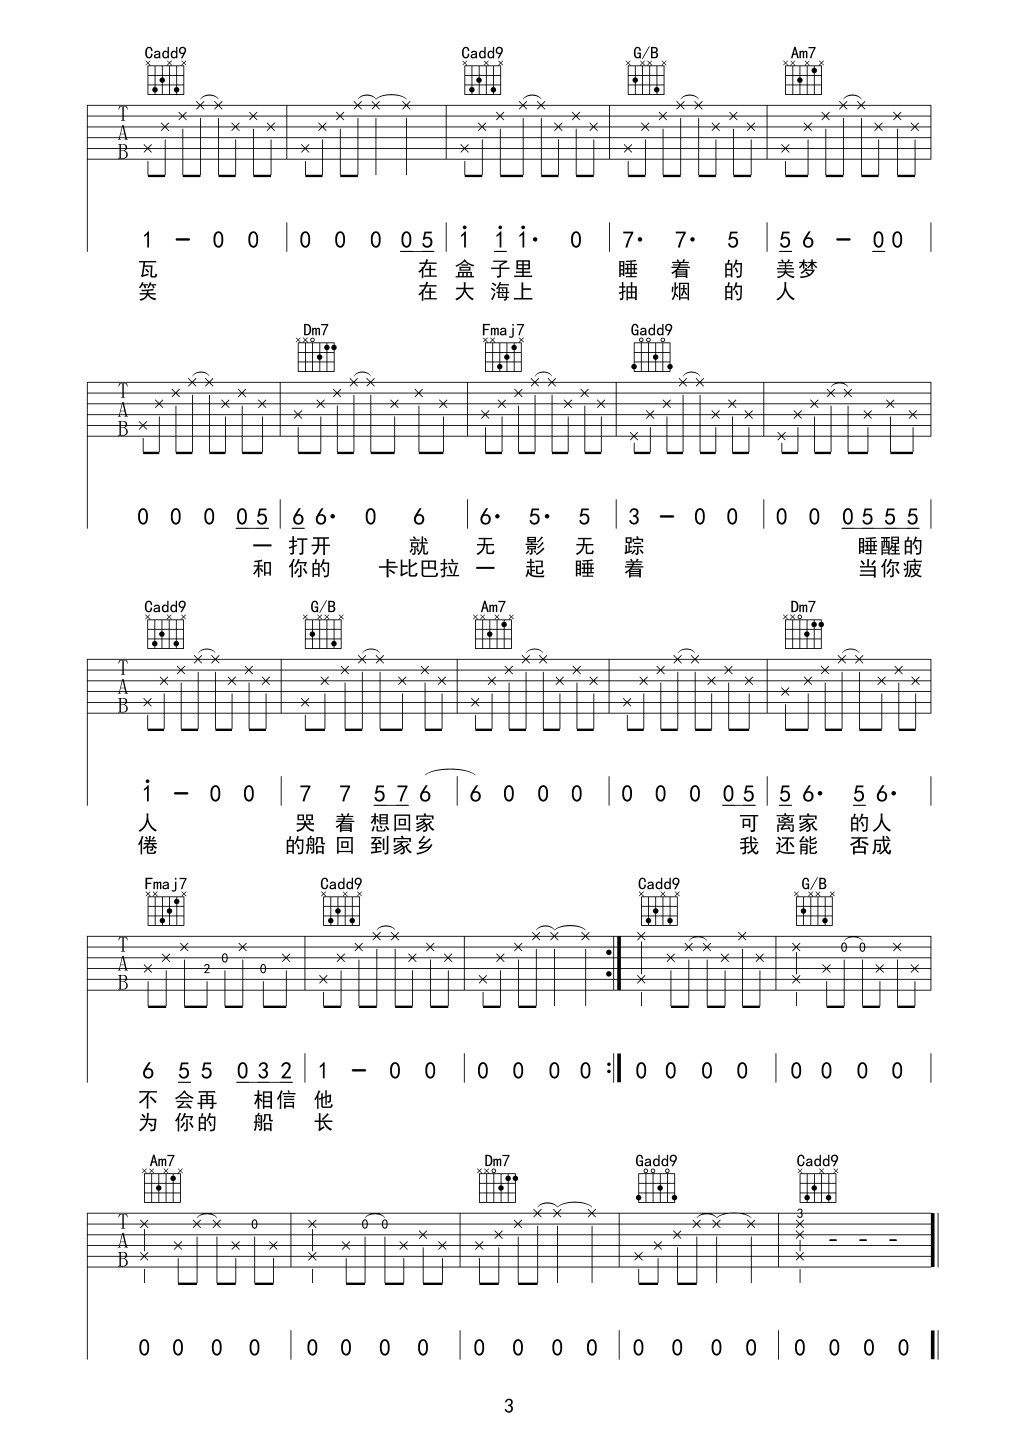 Cadd9 Cadd9 G/B Am7
T
A
B
1 - 0 0 0 0 0 0 5 1 1 1· 0 7· 7· 5 5 6 - 0 0
瓦 在 盒 子 里 睡 着 的 美 梦
笑 在 大 海 上 抽 烟 的 人
Dm7 Fmaj7 Gadd9
T
A
B
0 0 0 0 5 6 6· 0 6 6· 5· 5 3 - 0 0 0 0 0 5 5 5
一 打 开 就 无 影 无 踪 睡 醒 的
和 你 的 卡 比 巴 拉 一 起 睡 着 当 你 疲
Cadd9 G/B Am7 Dm7
T
A
B
1 - 0 0 7 7 5 7 6 6 0 0 0 0 0 0 0 5 5 6· 5 6·
人 哭 着 想 回 家 可 离 家 的 人
倦 的 船 回 到 家 乡 我 还 能 否 成
Fmaj7 Cadd9 Cadd9 G/B
T
A
B
2 0 0 0 0
6 5 5 0 3 2 1 - 0 0 0 0 0 0 0 0 0 0 0 0 0 0
不 会 再 相 信 他
为 你 的 船 长
Am7 Dm7 Gadd9 Cadd9
T
A
B
0 0 0 3 - - -
0 0 0 0 0 0 0 0 0 0 0 0 0 0 0 0 0 0 0 0
3